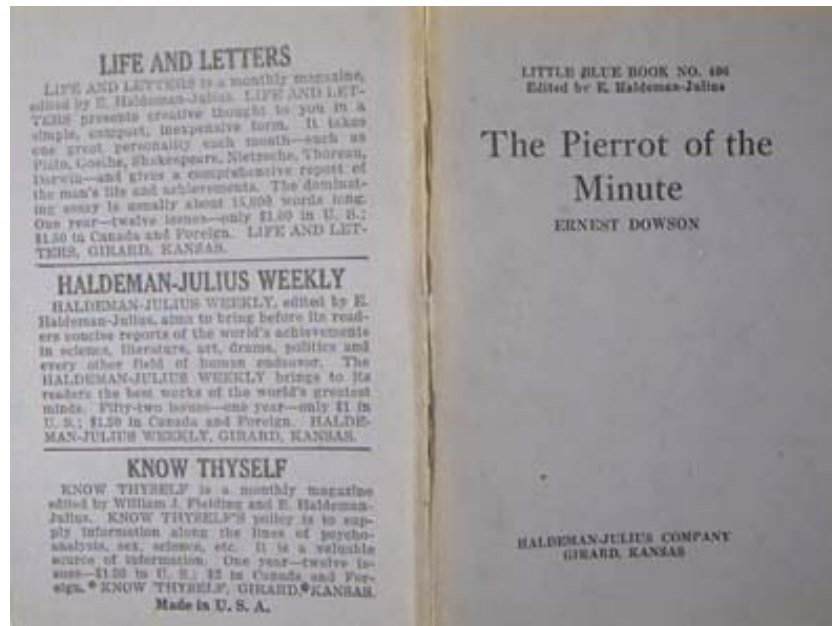 LIFE AND LETTERS
LIFE AND LETTERS is a monthly magazine,
edited by E. Haldeman-Julius. LIFE AND LET-
TERS presents creative thought to you in a
simple, compact, inexpensive form. It takes
one great personality each month—such as
Plato, Goethe, Shakespeare, Nietzsche, Thoreau,
Darwin—and gives a comprehensive report of
the man's life and achievements. The dominat-
ing essay is usually about 15,000 words long.
One year—twelve issues—only $1.00 in U. S.;
$1.50 in Canada and Foreign. LIFE AND LET-
TERS, GIRARD, KANSAS.
HALDEMAN-JULIUS WEEKLY
HALDEMAN-JULIUS WEEKLY, edited by E.
Haldeman-Julius, aims to bring before its read-
ers concise reports of the world's achievements
in science, literature, art, drama, politics and
every other field of human endeavor. The
HALDEMAN-JULIUS WEEKLY brings to its
readers the best works of the world's greatest
minds. Fifty-two issues—one year—only $1 in
U. S.; $1.50 in Canada and Foreign. HALDE-
MAN-JULIUS WEEKLY, GIRARD, KANSAS.
KNOW THYSELF
KNOW THYSELF is a monthly magazine
edited by William J. Fielding and E. Haldeman-
Julius. KNOW THYSELF'S policy is to sup-
ply information along the lines of psycho-
analysis, sex, science, etc. It is a valuable
source of information. One year—twelve is-
sues—$1.50 in U. S.; $2 in Canada and For-
eign. KNOW THYSELF, GIRARD, KANSAS.
Made in U. S. A.
LITTLE BLUE BOOK NO.
Edited by E. Haldeman-Julius
The Pierrot of the
Minute
ERNEST DOWSON
HALDEMAN-JULIUS COMPANY
GIRARD, KANSAS